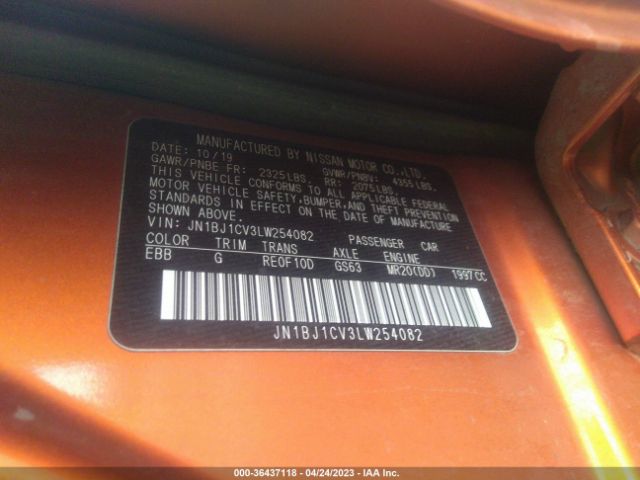 MANUFACTURED BY NISSAN MOTOR CO.,LTD.
DATE: 10/19 GVWR/PNBV: 4355LBS.
GAWR/PNBE FR: 2325LBS. RR: 2075LBS.
THIS VEHICLE CONFORMS TO ALL APPLICABLE FEDERAL
MOTOR VEHICLE SAFETY,BUMPER,AND THEFT PREVENTION
STANDARDS IN EFFECT ON THE DATE OF MANUFACTURE
SHOWN ABOVE.
VIN: JN1BJ1CV3LW254082 PASSENGER CAR
COLOR TRIM TRANS AXLE ENGINE
EBB G RE0F10D GS63 MR20(DD) 1997CC
JN1BJ1CV3LW254082
000-36437118 - 04/24/2023 - IAA Inc.